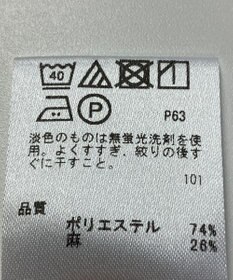 40
P
P63
淡色のものは無蛍光洗剤を使
用。よくすすぎ、絞りの後す
ぐに干すこと。
101
品質
ポリエステル 74%
麻 26%